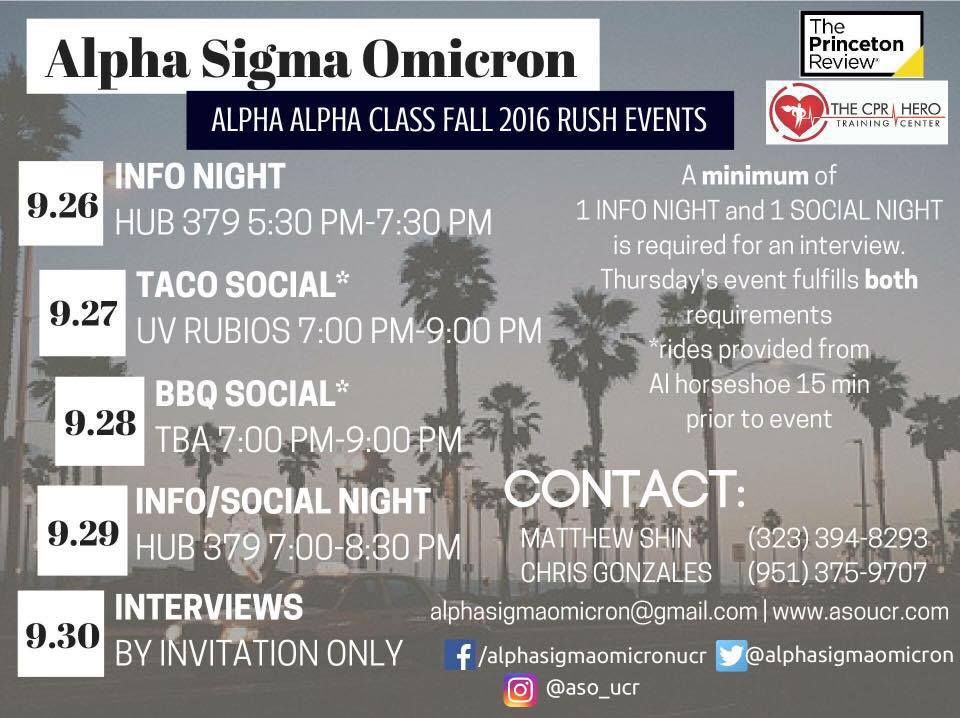 Alpha Sigma Omicron
ALPHA ALPHA CLASS FALL 2016 RUSH EVENTS
The
Princeton
Review®
THE CPR HERO
TRAINING CENTER
9.26
INFO NIGHT
HUB 379 5:30 PM-7:30 PM
9.27
TACO SOCIAL*
UV RUBIOS 7:00 PM-9:00 PM
9.28
BBQ SOCIAL*
TBA 7:00 PM-9:00 PM
9.29
INFO/SOCIAL NIGHT
HUB 379 7:00-8:30 PM
9.30
INTERVIEWS
BY INVITATION ONLY
A minimum of
1 INFO NIGHT and 1 SOCIAL NIGHT
is required for an interview.
Thursday's event fulfills both
requirements
*rides provided from
AI horseshoe 15 min
prior to event
CONTACT:
MATTHEW SHIN (323) 394-8293
CHRIS GONZALES (951) 375-9707
alphasigmaomicron@gmail.com | www.asoucr.com
/alphasigmaomicronucr @alphasigmaomicron
@aso_ucr